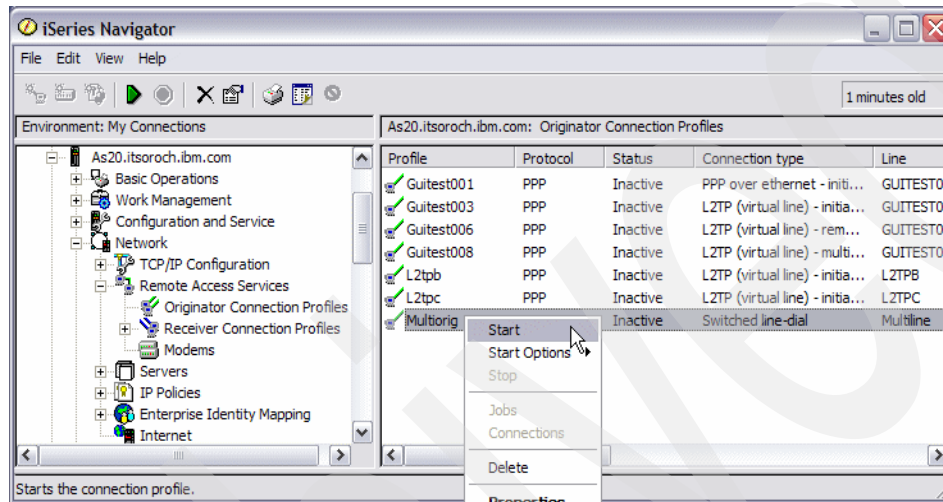 iSeries Navigator
File Edit View Help
1 minutes old
Environment: My Connections
As20.itsoroch.ibm.com: Originator Connection Profiles
As20.itsoroch.ibm.com
Basic Operations
Work Management
Configuration and Service
Network
TCP/IP Configuration
Remote Access Services
Originator Connection Profiles
Receiver Connection Profiles
Modems
Servers
IP Policies
Enterprise Identity Mapping
Internet
Profile Protocol Status Connection type Line
Guitest001 PPP Inactive PPP over ethernet - initi... GUITEST0
Guitest003 PPP Inactive L2TP (virtual line) - initia... GUITEST0
Guitest006 PPP Inactive L2TP (virtual line) - rem... GUITEST0
Guitest008 PPP Inactive L2TP (virtual line) - multi... GUITEST0
L2tpb PPP Inactive L2TP (virtual line) - initia... L2TPB
L2tpc PPP Inactive L2TP (virtual line) - initia... L2TPC
Multiorig Inactive Switched line-dial Multiline
Start
Start Options
Stop
Jobs
Connections
Delete
Properties
Starts the connection profile.